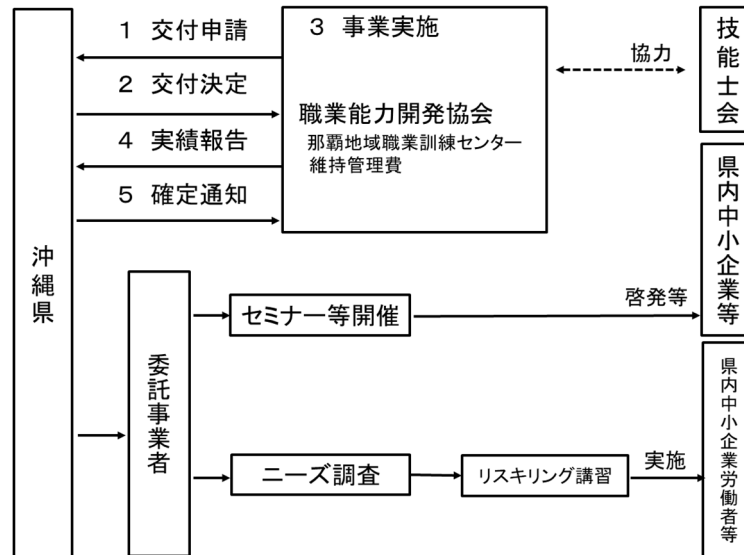 1 交付申請
2 交付決定
4 実績報告
5 確定通知
3 事業実施
職業能力開発協会
那覇地域職業訓練センター
維持管理費
協力
技能士会
県内中小企業等
沖縄県
委託事業者
セミナー等開催
啓発等
ニーズ調査
リスキリング講習
実施
県内中小企業労働者等